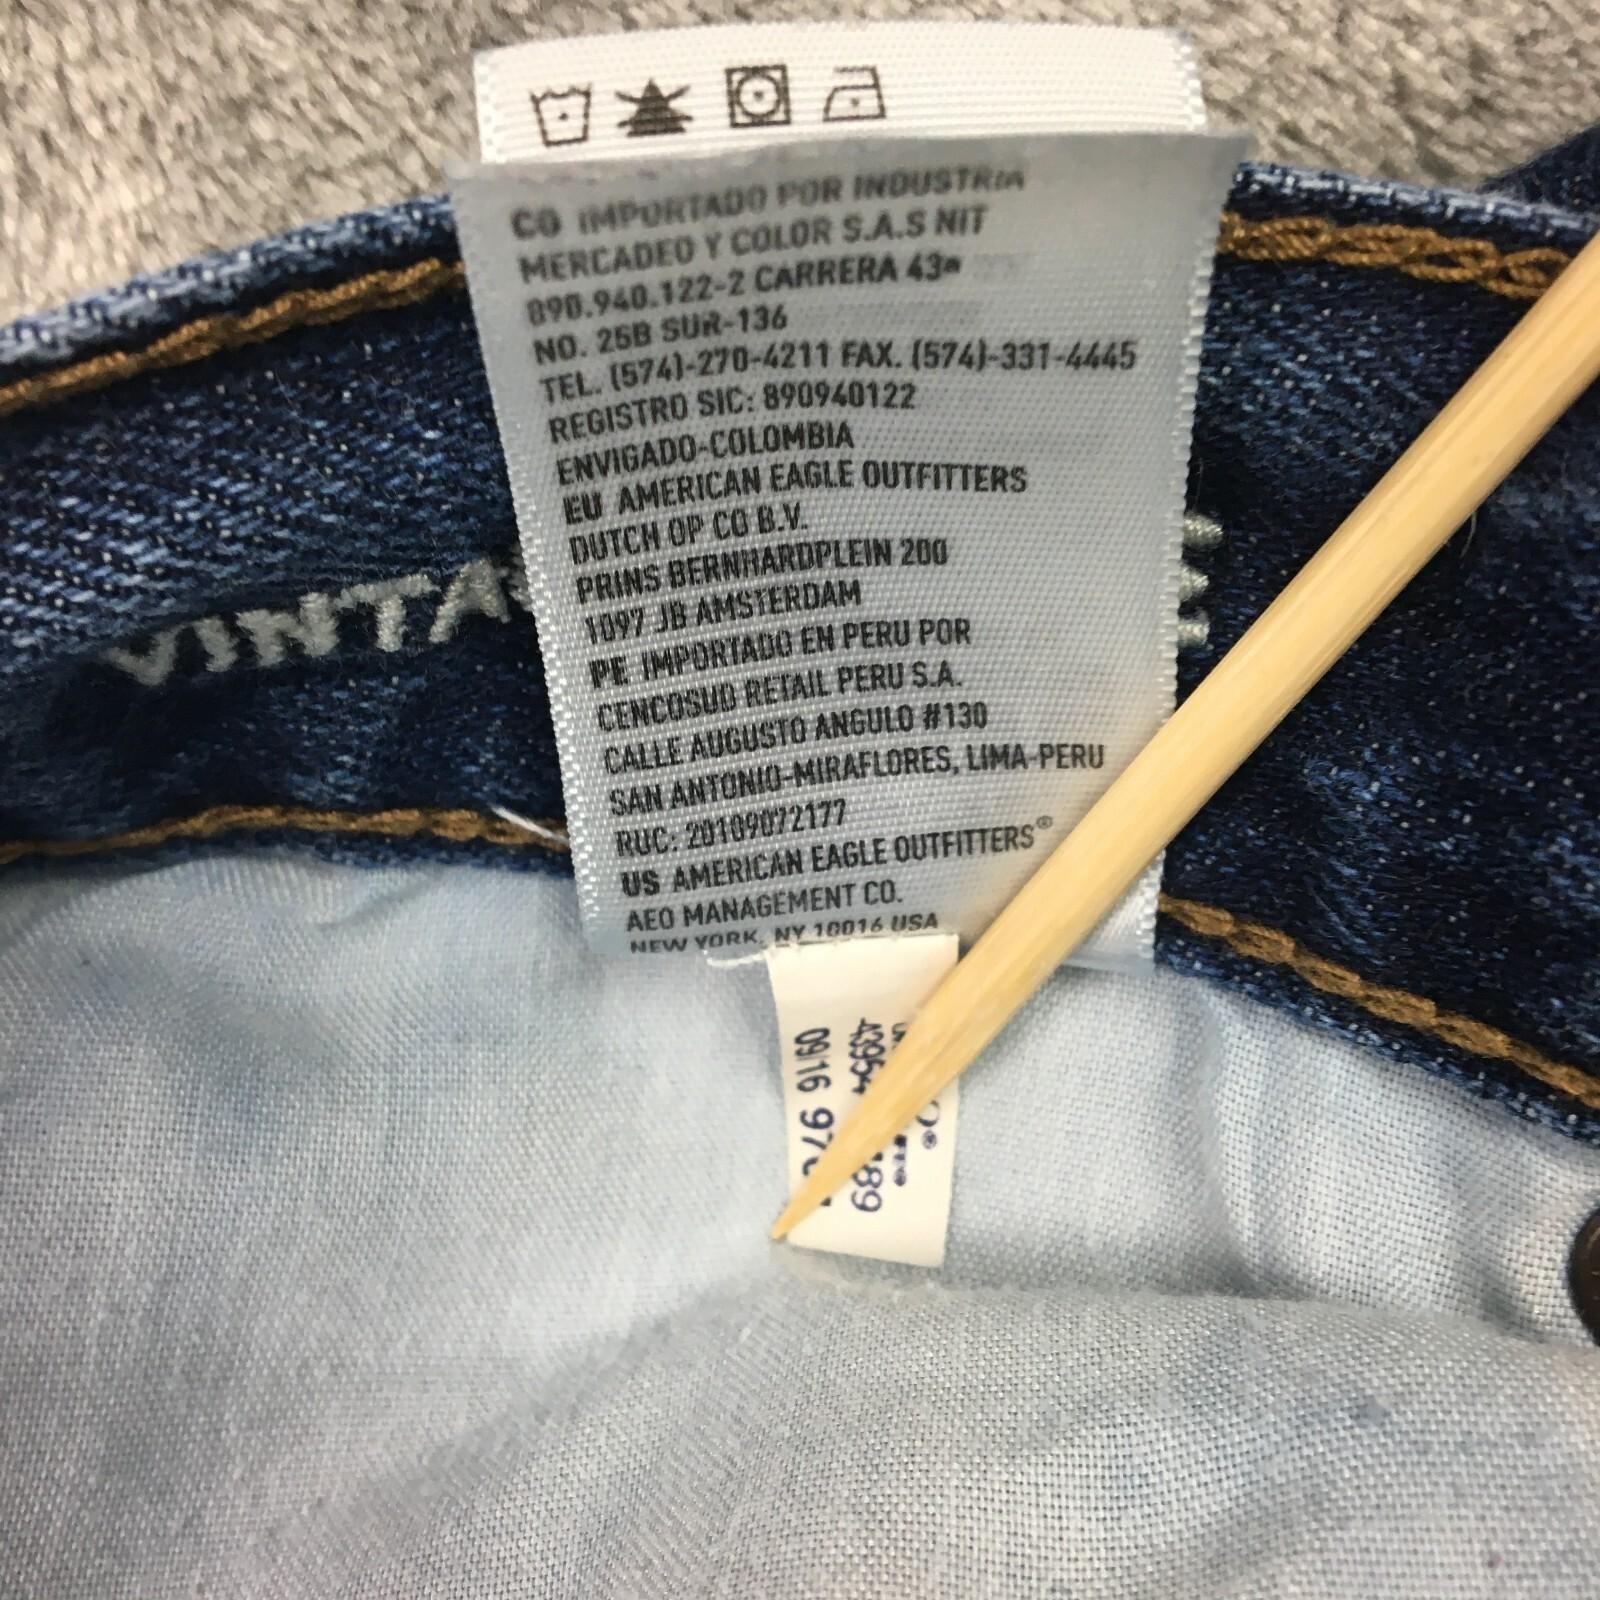 CO IMPORTADO POR INDUSTRIA
MERCADEO Y COLOR S.A.S NIT
890.940.122-2 CARRERA 43ª
NO. 25B SUR-136
TEL. (574)-270-4211 FAX. (574)-331-4445
REGISTRO SIC: 890940122
ENVIGADO-COLOMBIA
EU AMERICAN EAGLE OUTFITTERS
DUTCH OP CO B.V.
PRINS BERNHARDPLEIN 200
1097 JB AMSTERDAM
PE IMPORTADO EN PERU POR
CENCOSUD RETAIL PERU S.A.
CALLE AUGUSTO ANGULO #130
SAN ANTONIO-MIRAFLORES, LIMA-PERU
RUC: 20109072177
US AMERICAN EAGLE OUTFITTERS®
AEO MANAGEMENT CO.
NEW YORK, NY 10016 USA
VINTA
09/16